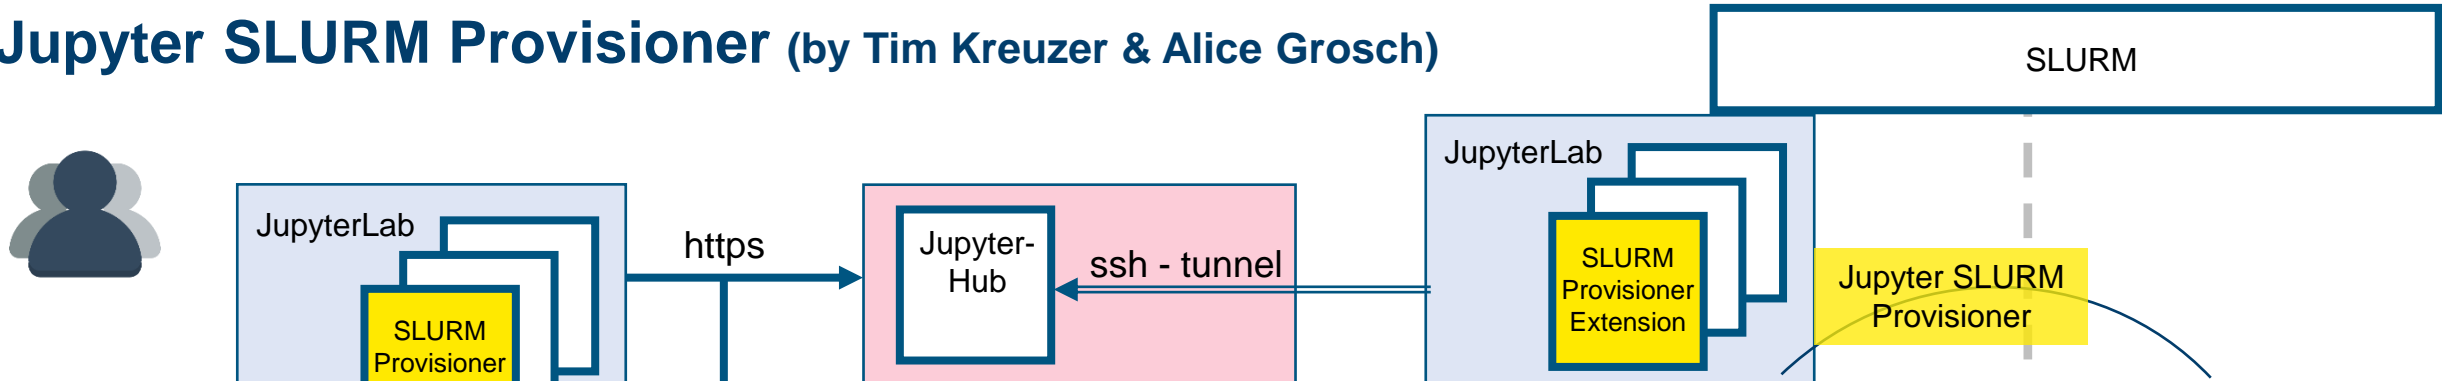 Jupyter SLURM Provisioner (by Tim Kreuzer & Alice Grosch)
SLURM
JupyterLab
SLURM
Provisioner
https
Jupyter-
Hub
ssh - tunnel
JupyterLab
SLURM
Provisioner
Extension
Jupyter SLURM
Provisioner